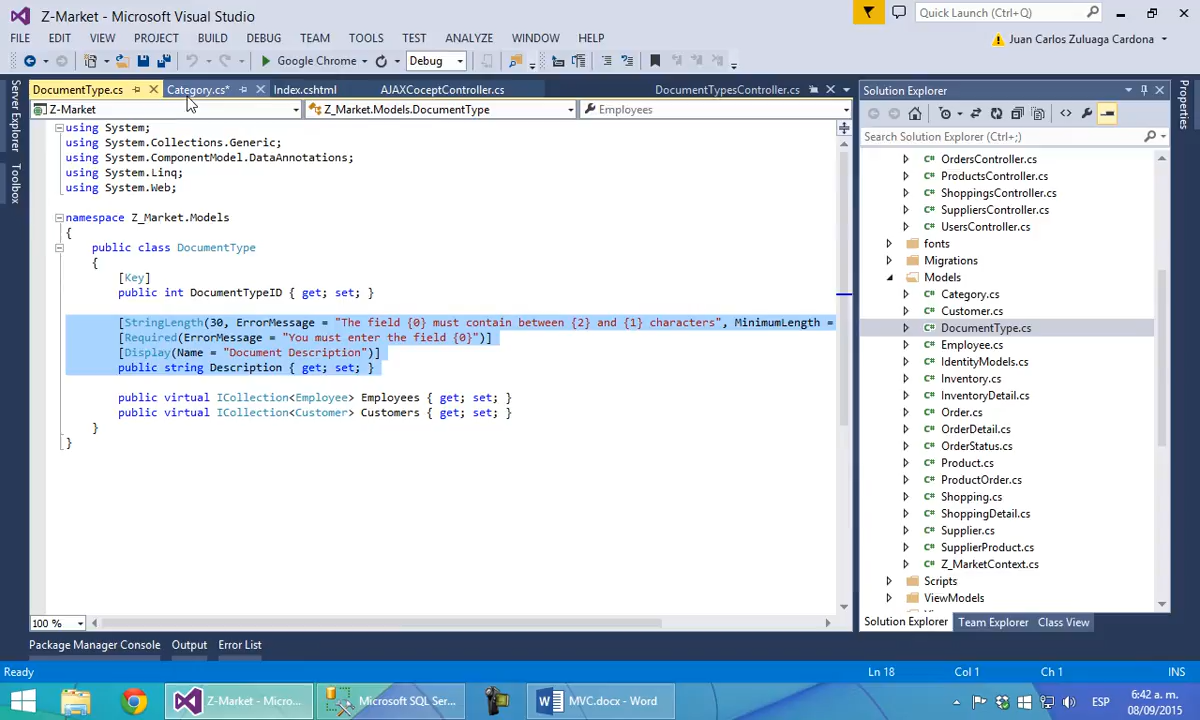 Z-Market - Microsoft Visual Studio
Quick Launch (Ctrl+Q)
FILE EDIT VIEW PROJECT BUILD DEBUG TEAM TOOLS TEST ANALYZE WINDOW HELP
Juan Carlos Zuluaga Cardona
Google Chrome Debug
Server Explorer
Toolbox
DocumentType.cs Category.cs* Index.cshtml AJAXCoceptController.cs DocumentTypesController.cs
Z-Market Z_Market.Models.DocumentType Employees
using System;
using System.Collections.Generic;
using System.ComponentModel.DataAnnotations;
using System.Linq;
using System.Web;
namespace Z_Market.Models
{
public class DocumentType
{
[Key]
public int DocumentTypeID { get; set; }
[StringLength(30, ErrorMessage = "The field {0} must contain between {2} and {1} characters", MinimumLength =
[Required(ErrorMessage = "You must enter the field {0}")]
[Display(Name = "Document Description")]
public string Description { get; set; }
public virtual ICollection<Employee> Employees { get; set; }
public virtual ICollection<Customer> Customers { get; set; }
}
}
100 %
Solution Explorer
Search Solution Explorer (Ctrl+;)
C# OrdersController.cs
C# ProductsController.cs
C# ShoppingsController.cs
C# SuppliersController.cs
C# UsersController.cs
fonts
Migrations
Models
C# Category.cs
C# Customer.cs
C# DocumentType.cs
C# Employee.cs
C# IdentityModels.cs
C# Inventory.cs
C# InventoryDetail.cs
C# Order.cs
C# OrderDetail.cs
C# OrderStatus.cs
C# Product.cs
C# ProductOrder.cs
C# Shopping.cs
C# ShoppingDetail.cs
C# Supplier.cs
C# SupplierProduct.cs
C# Z_MarketContext.cs
Scripts
ViewModels
Solution Explorer Team Explorer Class View
Properties
Package Manager Console Output Error List
Ready Ln 18 Col 1 Ch 1 INS
Z-Market - Micro... Microsoft SQL Ser... MVC.docx - Word ESP
6:42 a. m.
08/09/2015